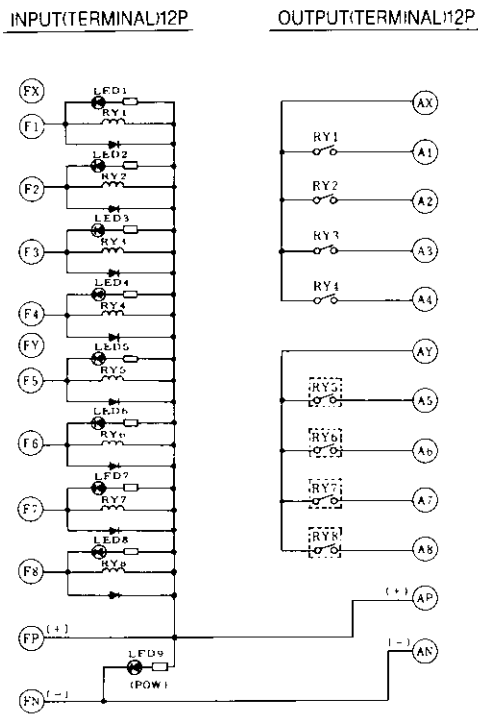 INPUT(TERMINAL)12P
OUTPUT(TERMINAL)12P
FX
LED1
RY1
F1
LED2
RY2
F2
LED3
RY3
F3
LED4
RY4
F4
FY
LED5
RY5
F5
LED6
RY6
F6
LED7
RY7
F7
LED8
RY8
F8
FP (+)
LED9
(POW)
FN (-)
AX
RY1
A1
RY2
A2
RY3
A3
RY4
A4
AY
RY5
A5
RY6
A6
RY7
A7
RY8
A8
(+) AP
(-) AN